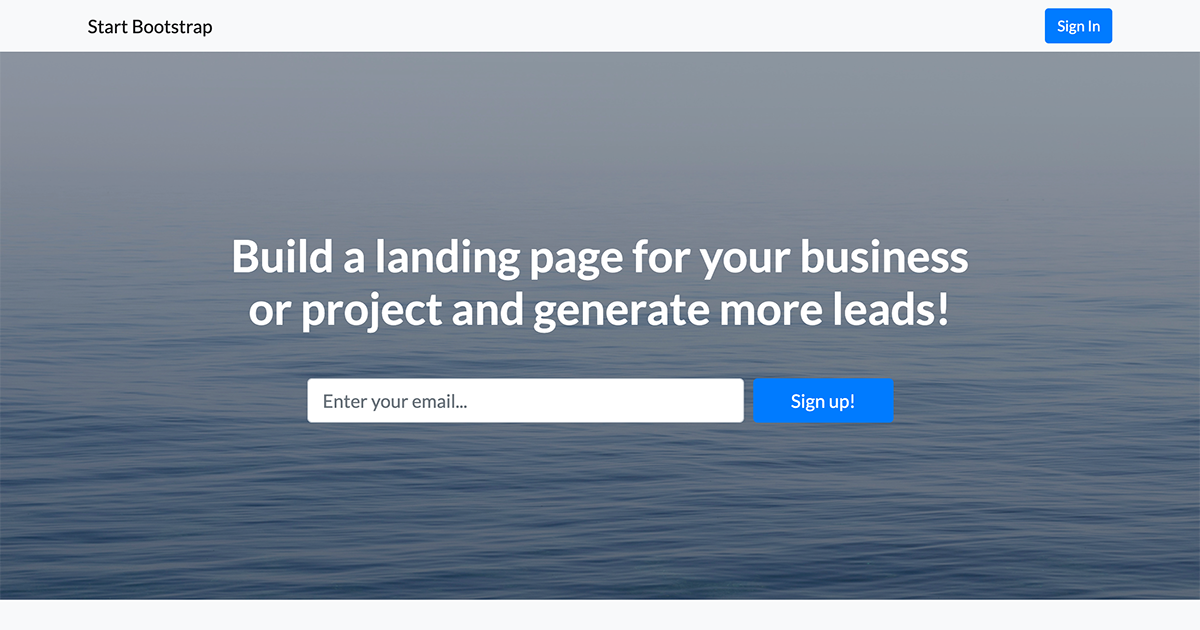 Start Bootstrap
Sign In
Build a landing page for your business
or project and generate more leads!
Enter your email...
Sign up!